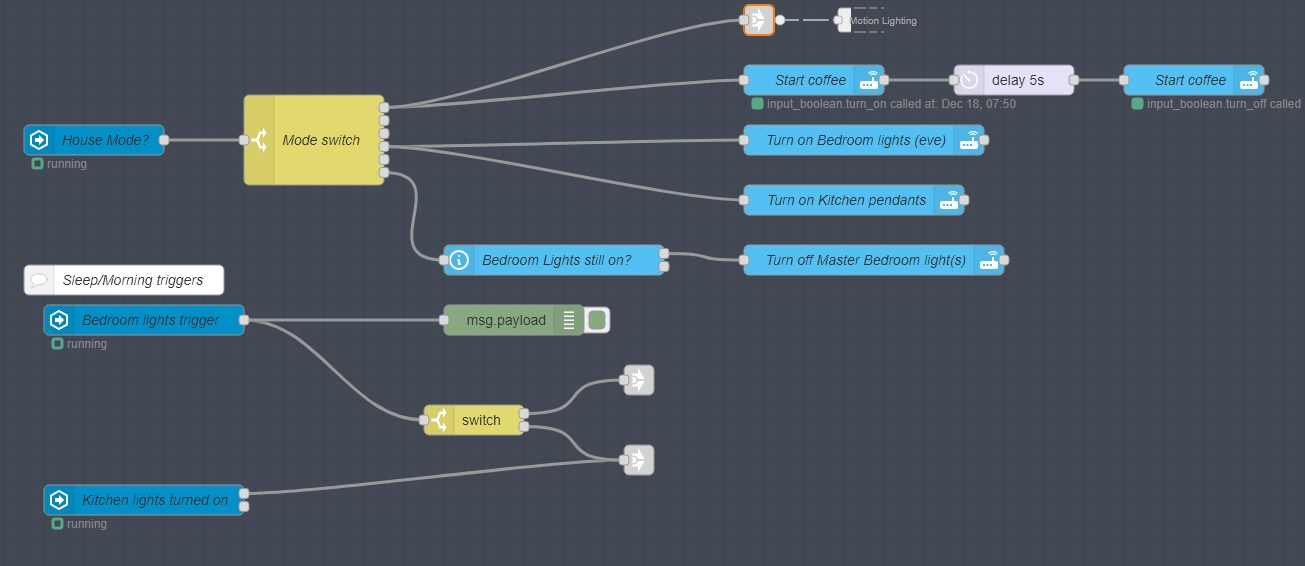 Motion Lighting
Start coffee
delay 5s
Start coffee
input_boolean.turn_on called at: Dec 18, 07:50
input_boolean.turn_off called
House Mode?
running
Mode switch
Turn on Bedroom lights (eve)
Turn on Kitchen pendants
Bedroom Lights still on?
Turn off Master Bedroom light(s)
Sleep/Morning triggers
Bedroom lights trigger
running
msg.payload
switch
Kitchen lights turned on
running